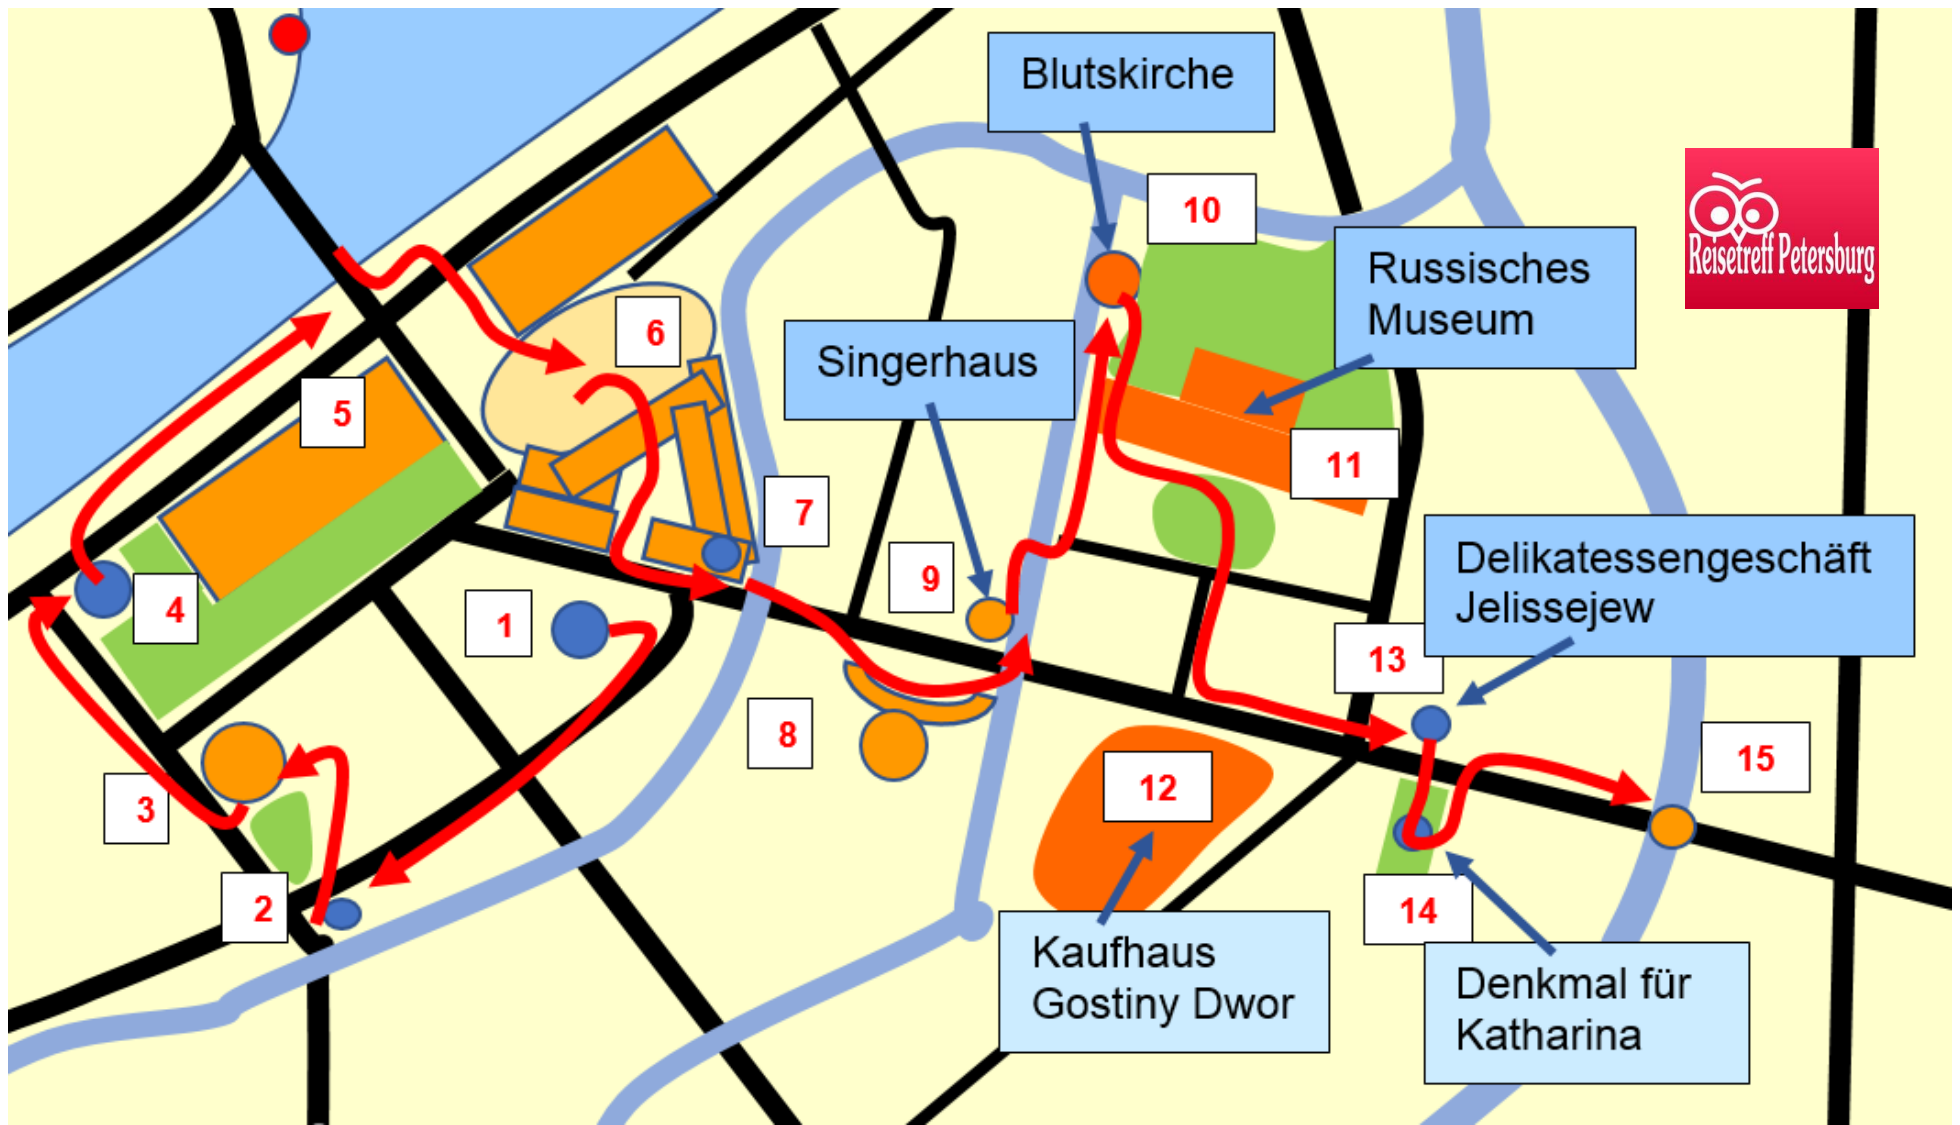 Blutskirche
10
Reisetreff Petersburg
Russisches
Museum
6
Singerhaus
5
11
7
Delikatessengeschäft
Jelissejew
9
4
1
13
8
15
12
3
2
14
Kaufhaus
Gostiny Dwor
Denkmal für
Katharina